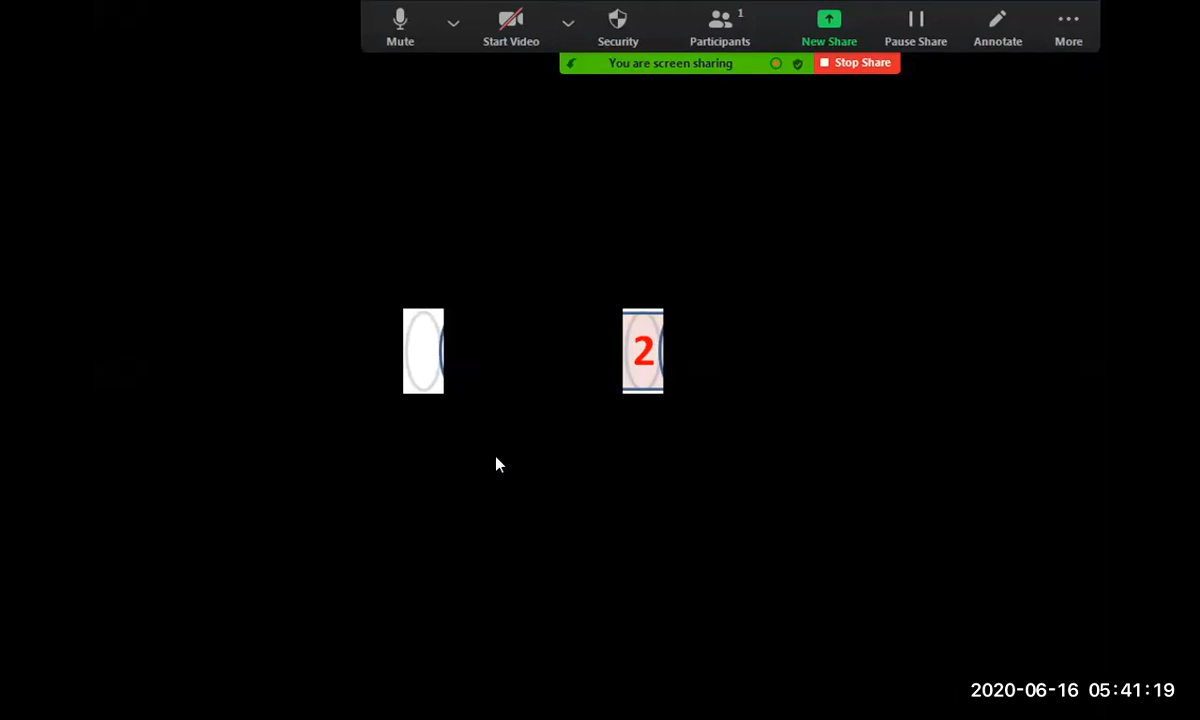 1
Mute Start Video Security Participants New Share Pause Share Annotate More
You are screen sharing Stop Share
2
2020-06-16 05:41:19